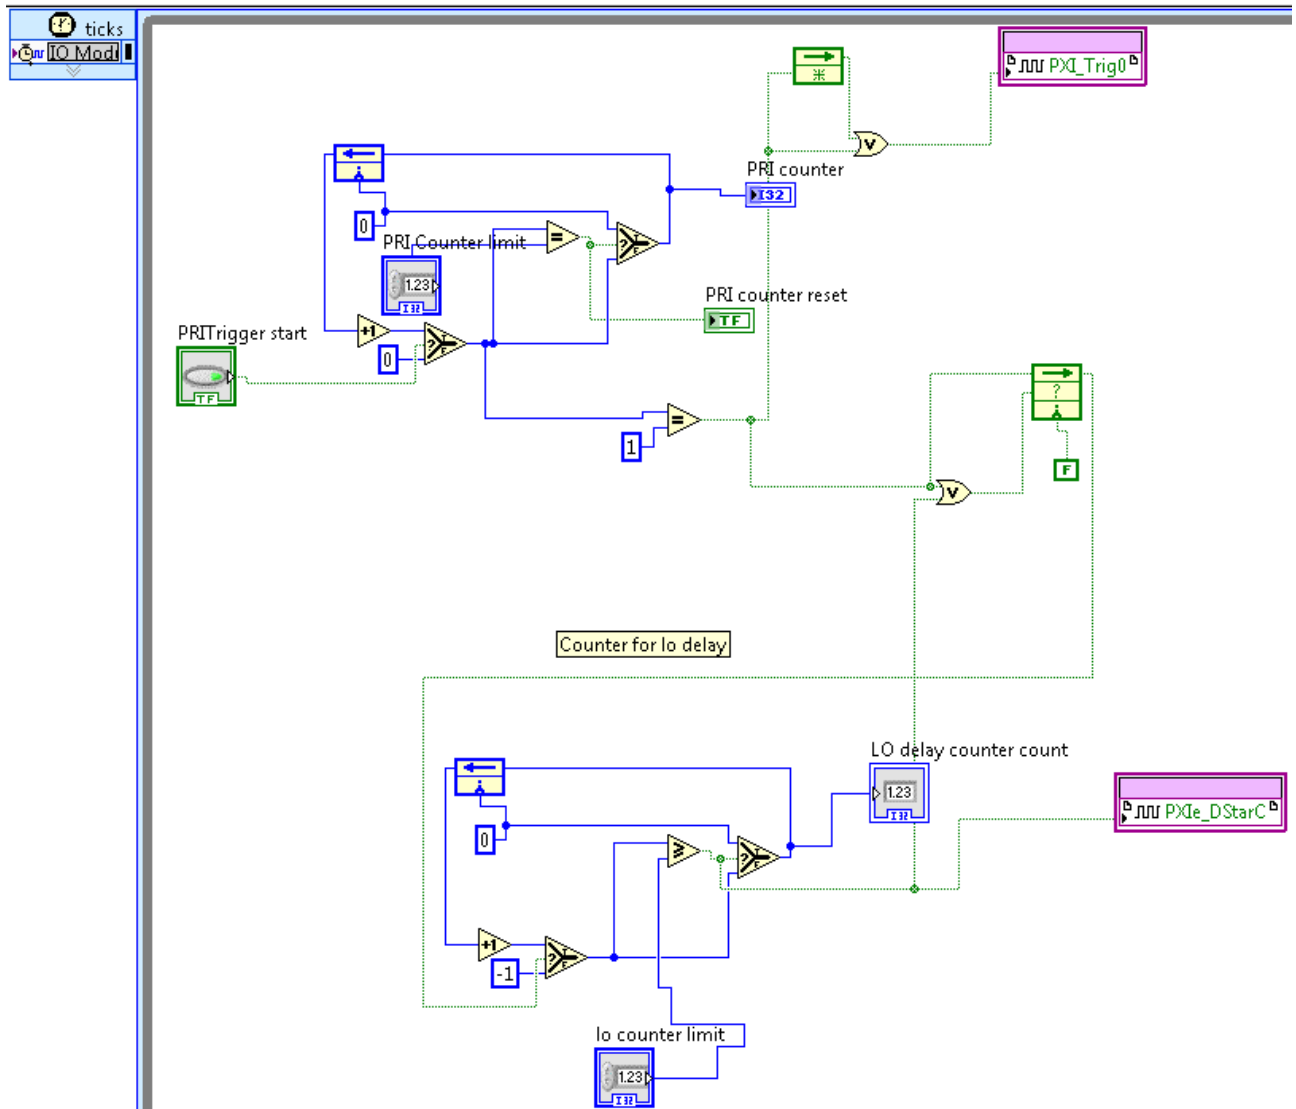 ticks
IO Modu
PXI_Trig0
PRI counter
I32
0
PRI Counter limit
1.23
I32
PRI counter reset
TF
PRITrigger start
TF
+1
0
?
T
F
=
1
=
V
V
?
F
Counter for lo delay
LO delay counter count
1.23
I32
PXIe_DStarC
0
≥
+1
-1
lo counter limit
1.23
I32